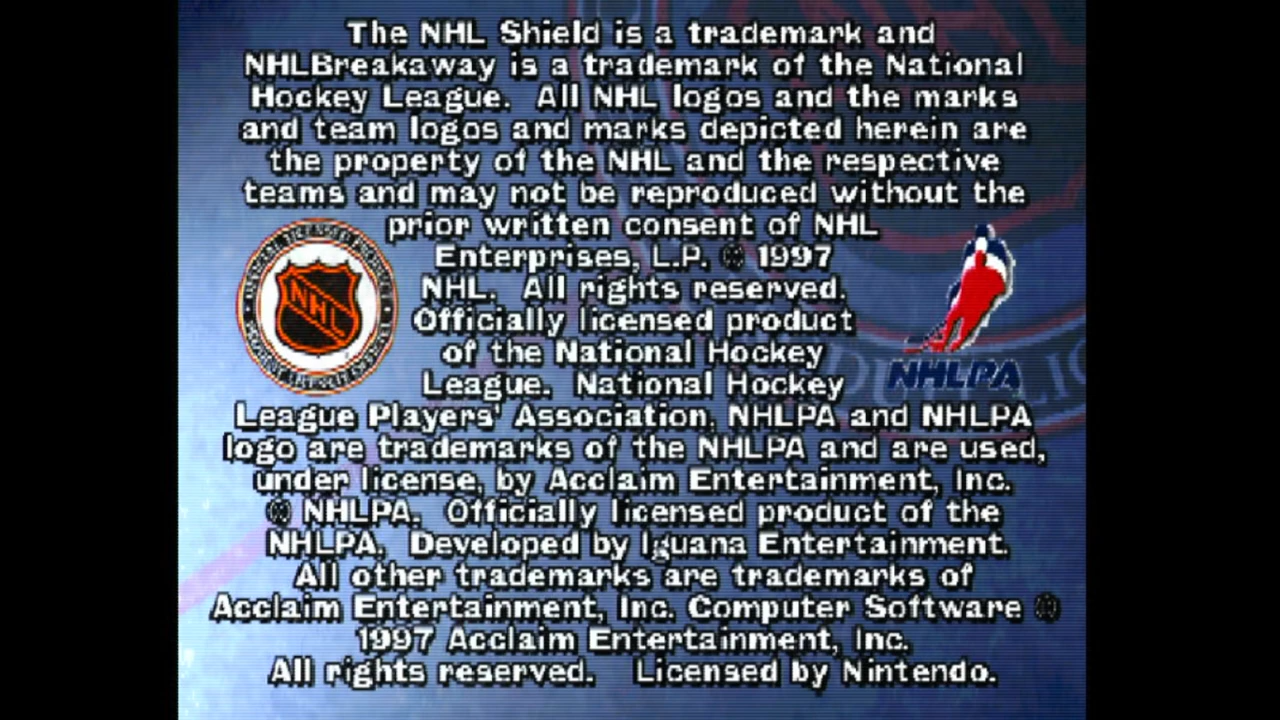 The NHL Shield is a trademark and
NHLBreakaway is a trademark of the National
Hockey League. All NHL logos and the marks
and team logos and marks depicted herein are
the property of the NHL and the respective
teams and may not be reproduced without the
prior written consent of NHL
Enterprises, L.P. © 1997
NHL. All rights reserved.
Officially licensed product
of the National Hockey
League. National Hockey
League Players' Association, NHLPA and NHLPA
logo are trademarks of the NHLPA and are used,
under license, by Acclaim Entertainment, Inc.
© NHLPA. Officially licensed product of the
NHLPA. Developed by Iguana Entertainment.
All other trademarks are trademarks of
Acclaim Entertainment, Inc. Computer Software ©
1997 Acclaim Entertainment, Inc.
All rights reserved. Licensed by Nintendo.
NHL
NHLPA